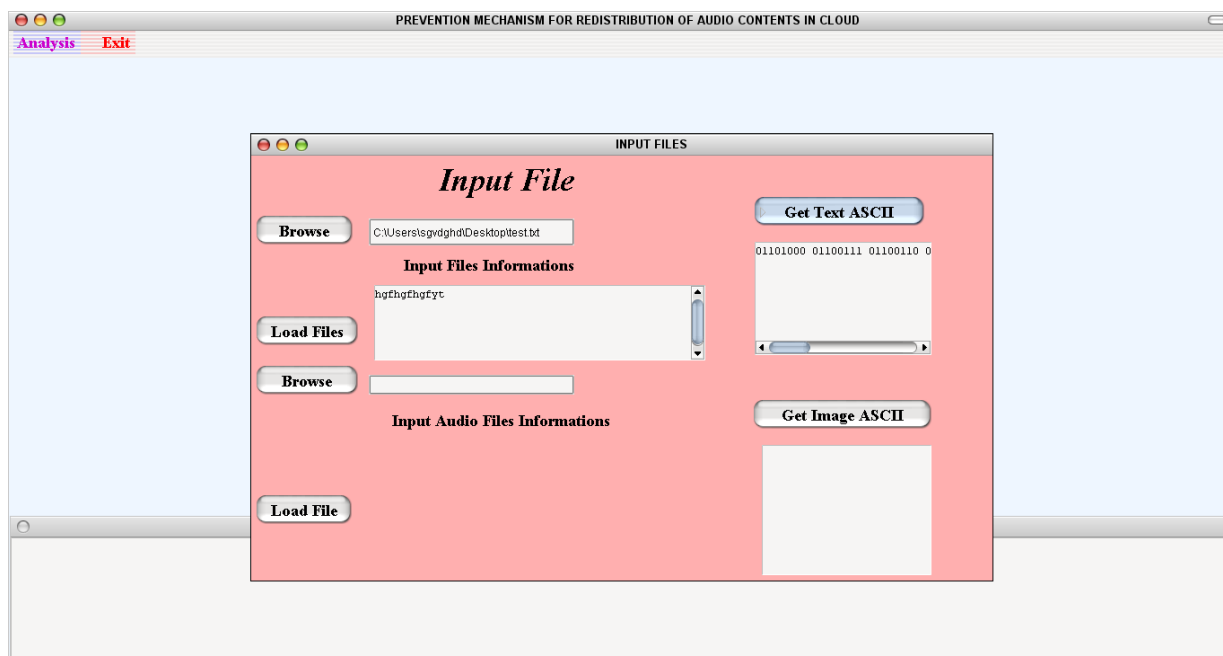 PREVENTION MECHANISM FOR REDISTRIBUTION OF AUDIO CONTENTS IN CLOUD
Analysis Exit
INPUT FILES
Input File
Get Text ASCII
Browse C:\Users\sgvdghd\Desktop\test.txt
01101000 01100111 01100110 0
Input Files Informations
hgfhgfhgfyt
Load Files
Browse
Get Image ASCII
Input Audio Files Informations
Load File